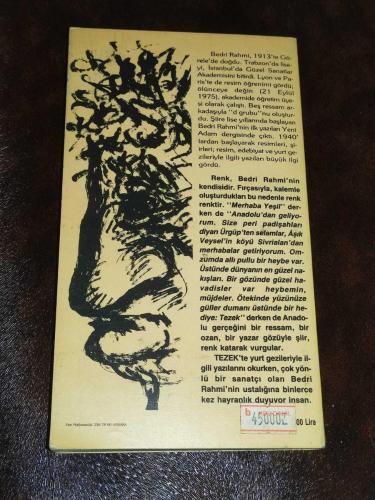 Bedri Rahmi, 1913'te Gö-
rele'de doğdu. Trabzon'da lise-
yi, İstanbul'da Güzel Sanatlar
Akademisini bitirdi. Lyon ve Pa-
ris'te de resim öğrenimi gördü;
ölünceye değin (21 Eylül
1975), akademide öğretim üye-
si olarak çalıştı. Beş ressam ar-
kadaşıyla "d grubu"nu oluştur-
du. Şiire lise yıllarında başlayan
Bedri Rahmi'nin ilk yazıları Yeni
Adam dergisinde çıktı. 1940'
lardan başlayarak resimleri, şi-
irleri; resim, edebiyat ve yurt ge-
zileriyle ilgili yazıları büyük ilgi
gördü.
Renk, Bedri Rahmi'nin
kendisidir. Fırçasıyla, kalemle
oluşturdukları bu nedenle renk
renktir. "Merhaba Yeşil" der-
ken de "Anadolu'dan geliyo-
rum. Size peri padişahları
diyarı Ürgüp'ten selamlar, Âşık
Veysel'in köyü Sivrialan'dan
merhabalar getiriyorum. Om-
zumda allı pullu bir heybe var.
Üstünde dünyanın en güzel na-
kışları. Bir gözünde güzel ha-
vadisler var heybemin,
müjdeler. Ötekinde yüzünüze
güller dumanı üstünde bir he-
diye: Tezek" derken de Anado-
lu gerçeğini bir ressam, bir
ozan, bir yazar gözüyle şiir,
renk katarak vurgular.
TEZEK'te yurt gezileriyle il-
gili yazılarını okurken, çok yön-
lü bir sanatçı olan Bedri
Rahmi'nin ustalığına binlerce
kez hayranlık duyuyor insan.
00 Lira